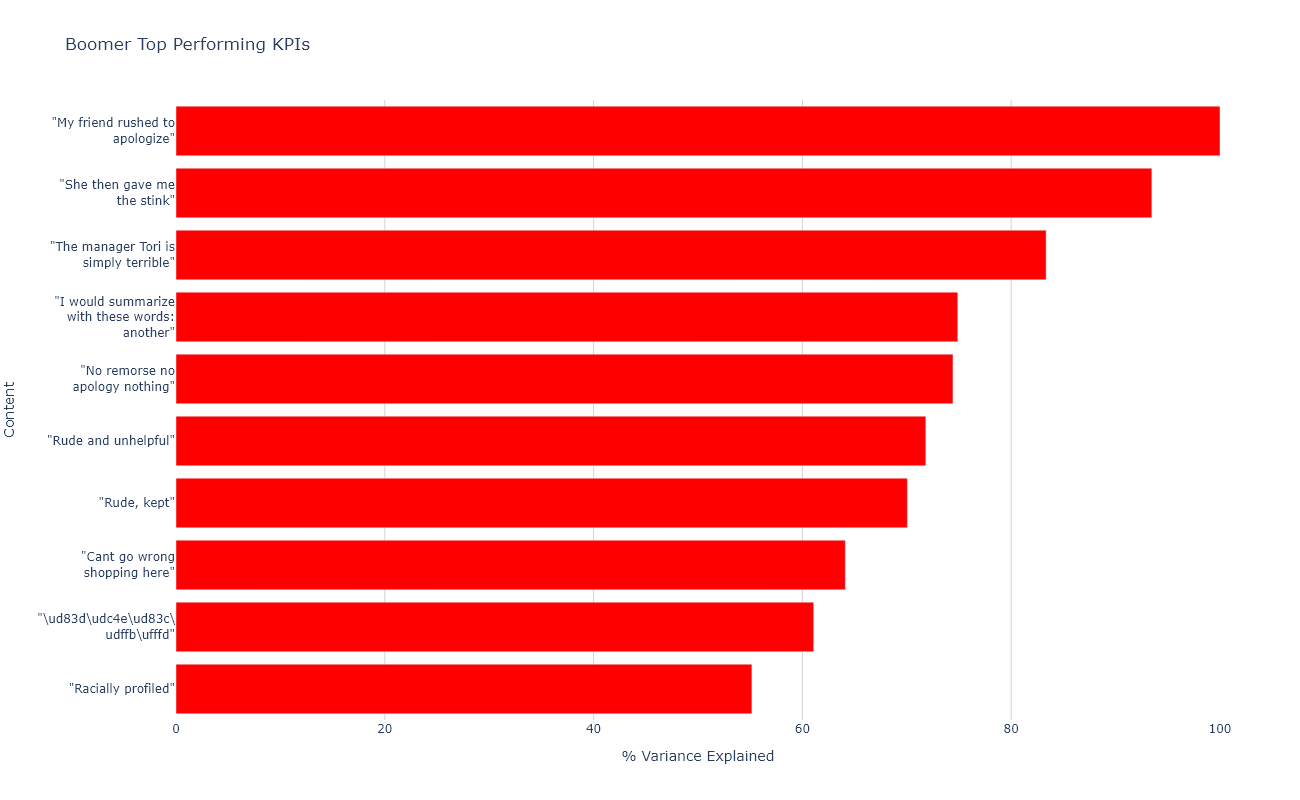 Boomer Top Performing KPIs
"My friend rushed to
apologize"
"She then gave me
the stink"
"The manager Tori is
simply terrible"
"I would summarize
with these words:
another"
"No remorse no
apology nothing"
"Rude and unhelpful"
"Rude, kept"
"Cant go wrong
shopping here"
"\ud83d\udc4e\ud83c\
udffb\ufffd"
"Racially profiled"
Content
0 20 40 60 80 100
% Variance Explained